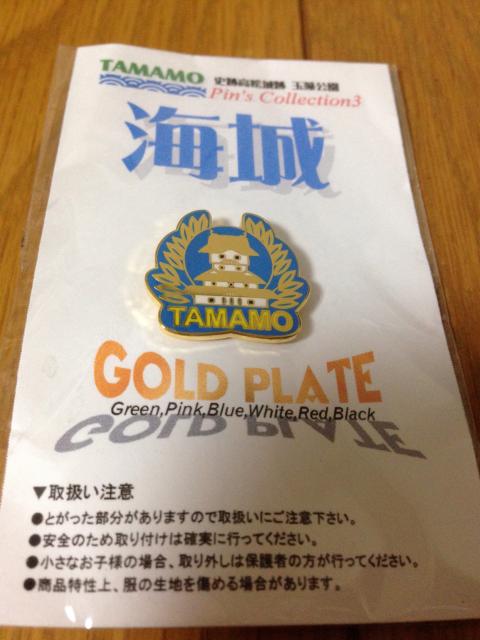 TAMAMO
史跡高松城跡 玉藻公園
Pin's Collection3
海城
TAMAMO
GOLD PLATE
Green,Pink,Blue,White,Red,Black
▼取扱い注意
●とがった部分がありますので取扱いにご注意下さい。
●安全のため取り付けは確実に行ってください。
●小さなお子様の場合、取り外しは保護者の方が行ってください。
●商品特性上、服の生地を傷める場合があります。